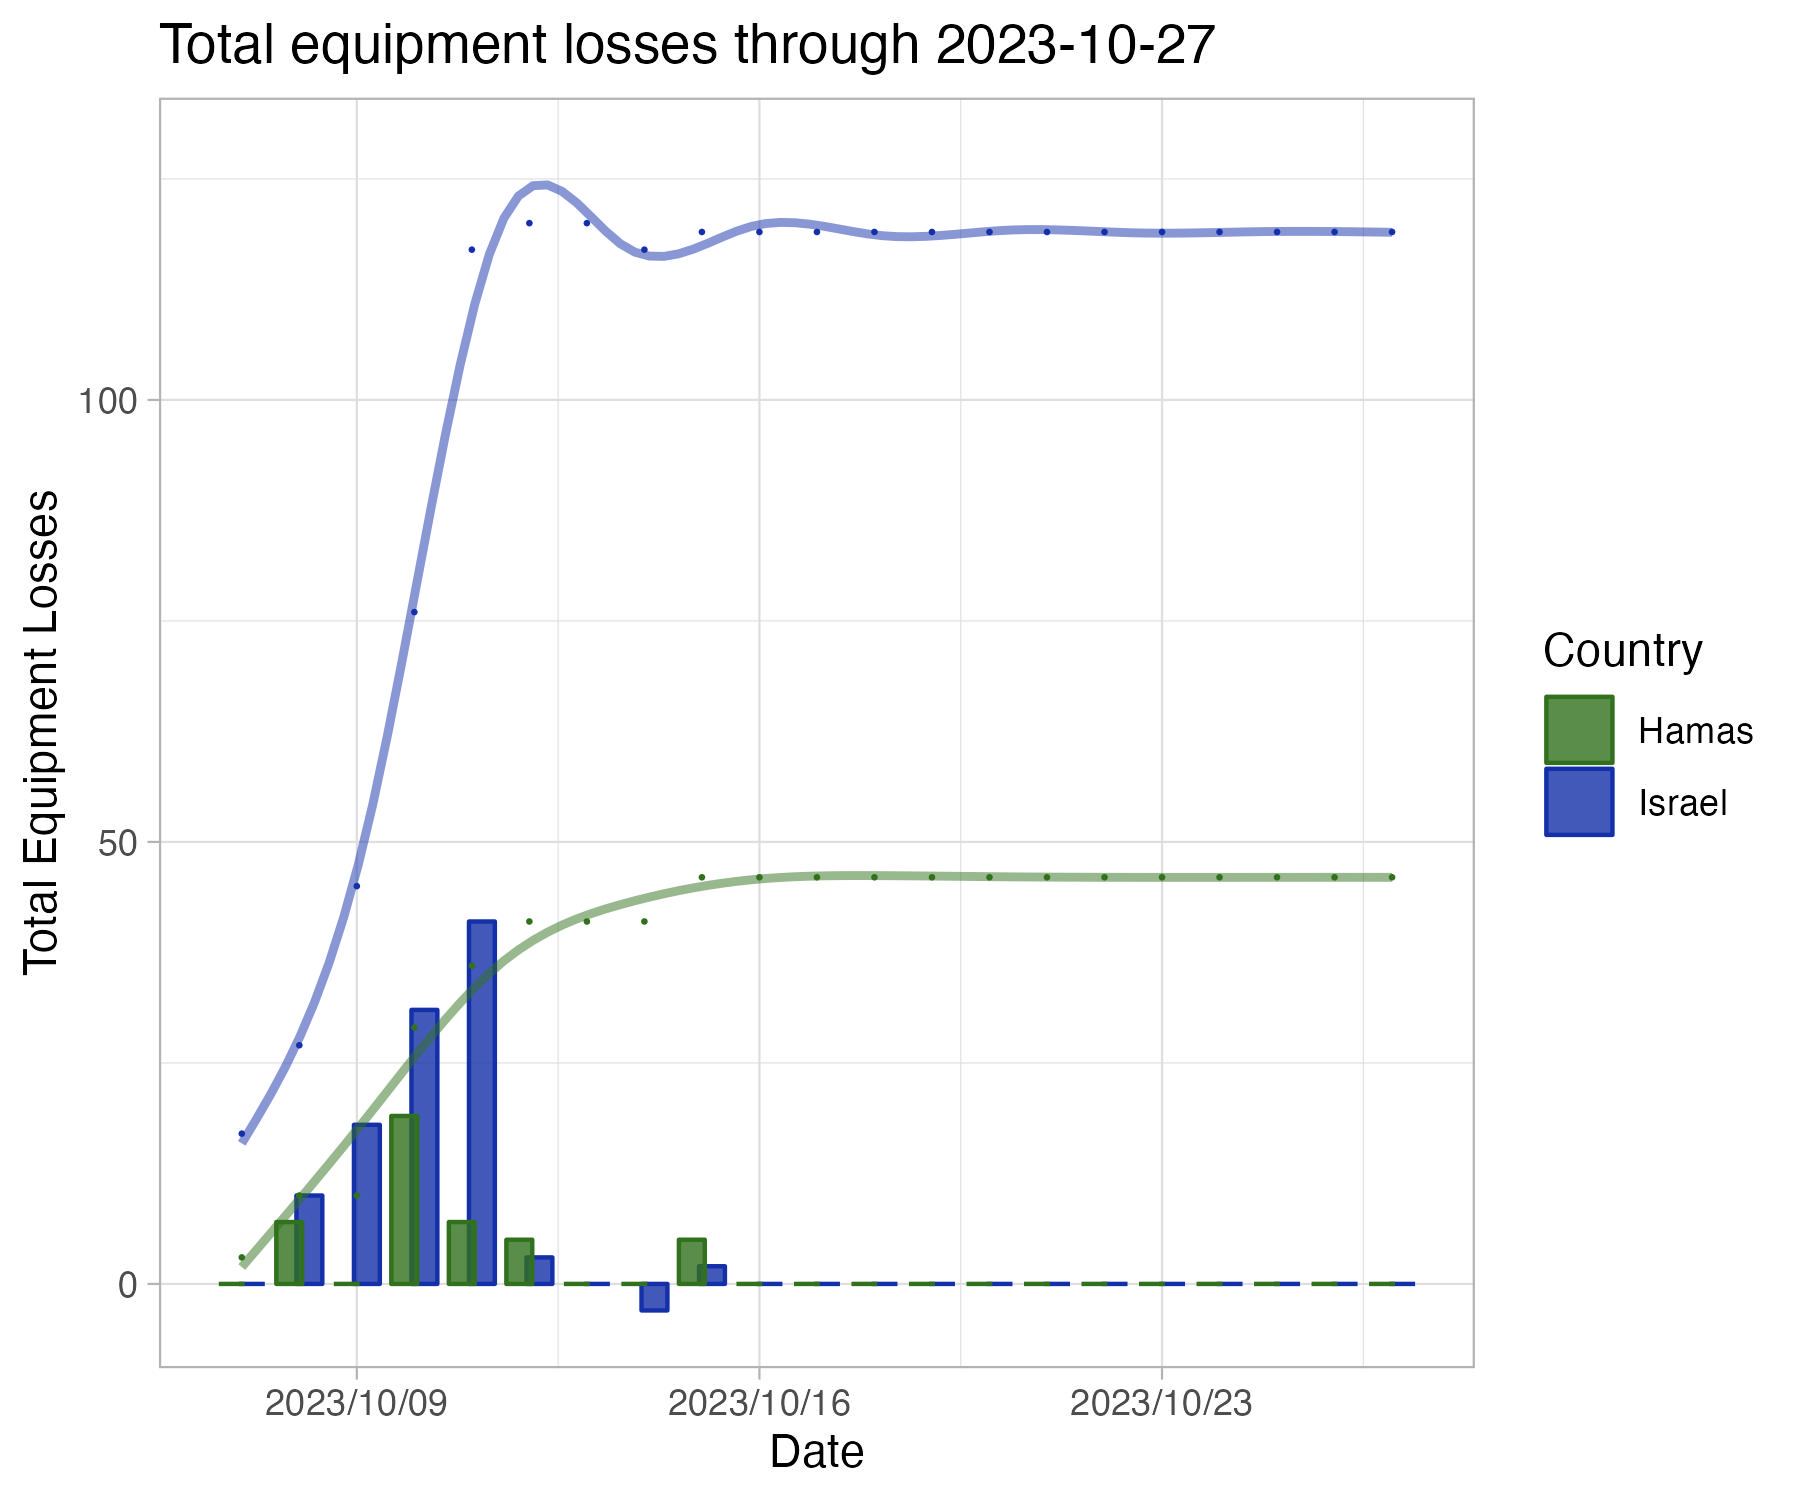 Total equipment losses through 2023-10-27
Total Equipment Losses
100
50
0
2023/10/09
2023/10/16
2023/10/23
Date
Country
Hamas
Israel